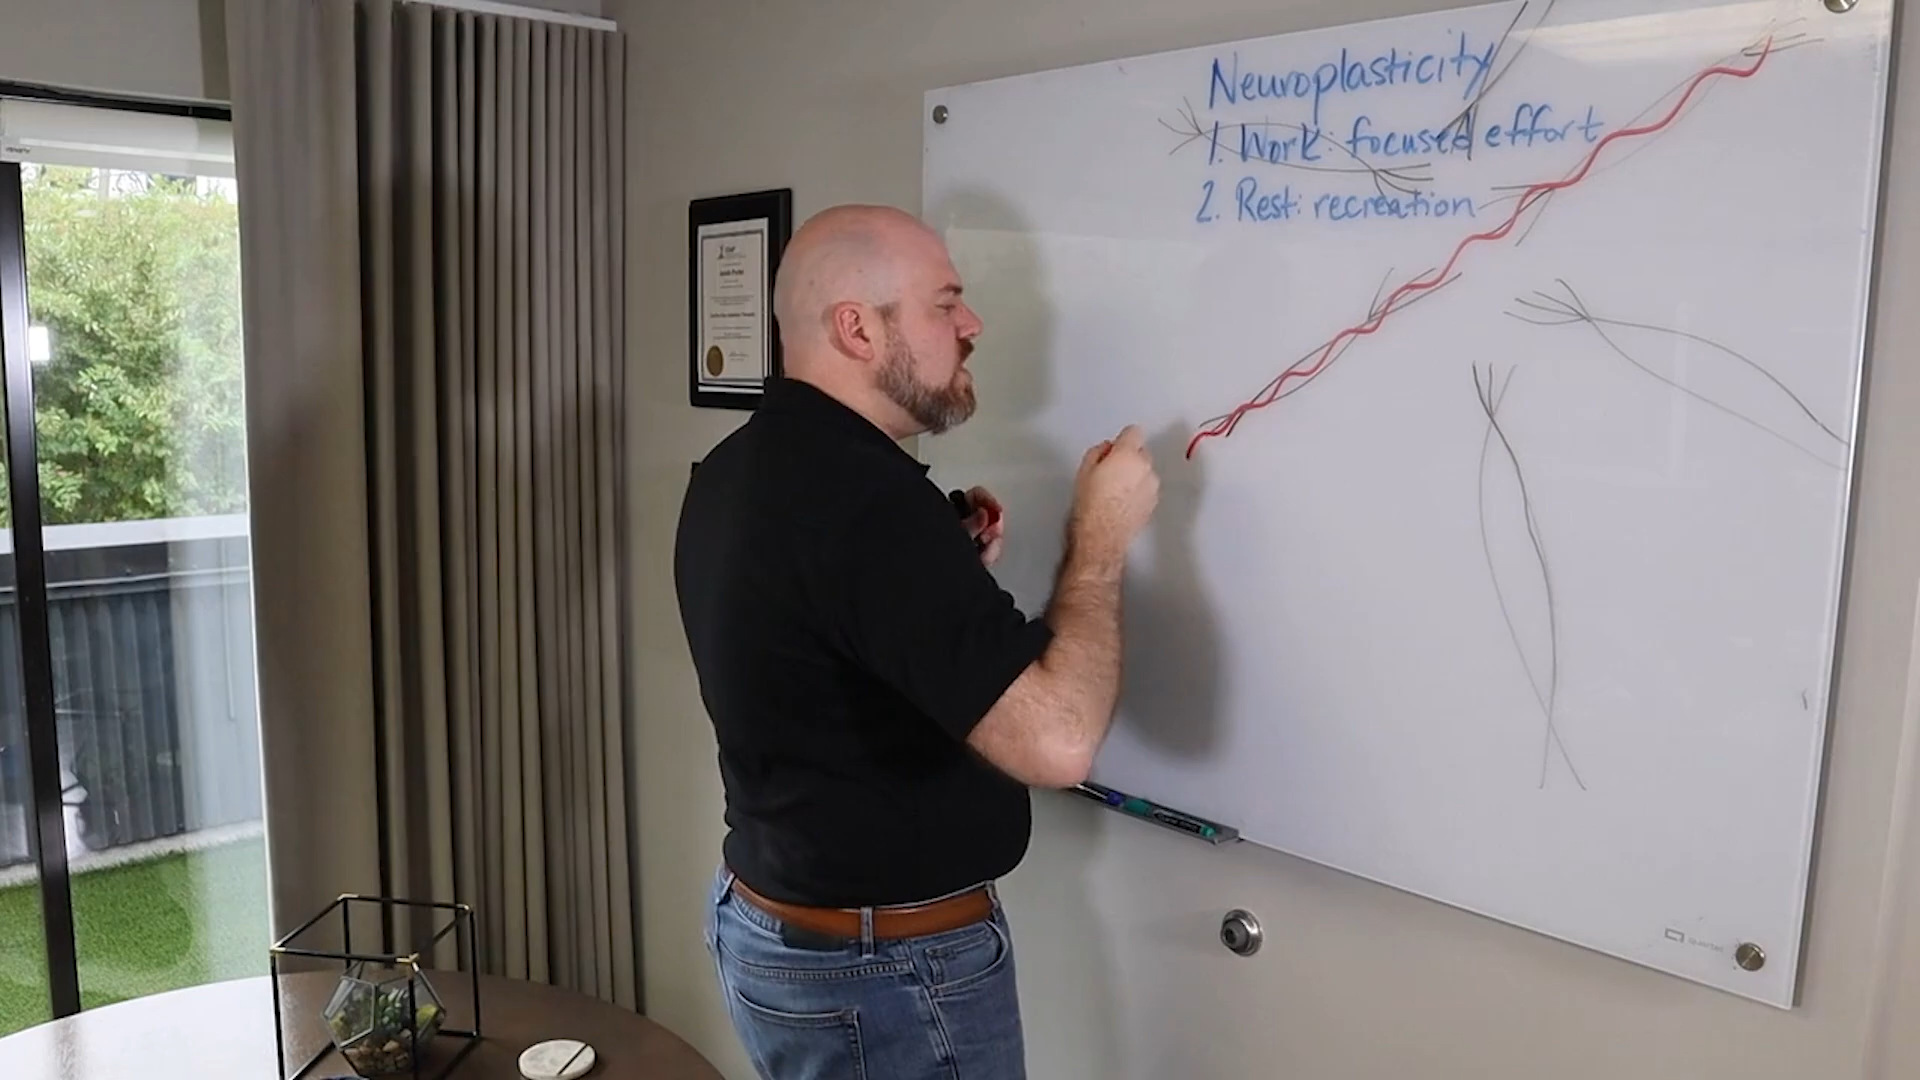 Neuroplasticity
1. Work: focused effort
2. Rest: recreation